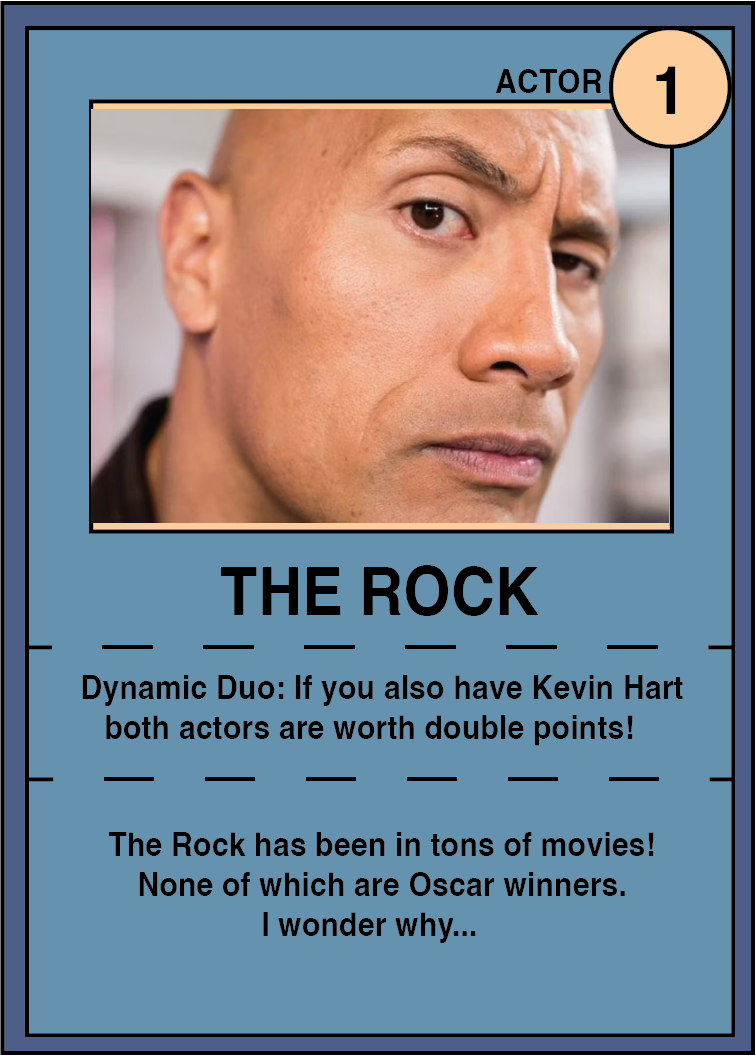 ACTOR
1
THE ROCK
Dynamic Duo: If you also have Kevin Hart
both actors are worth double points!
The Rock has been in tons of movies!
None of which are Oscar winners.
I wonder why...